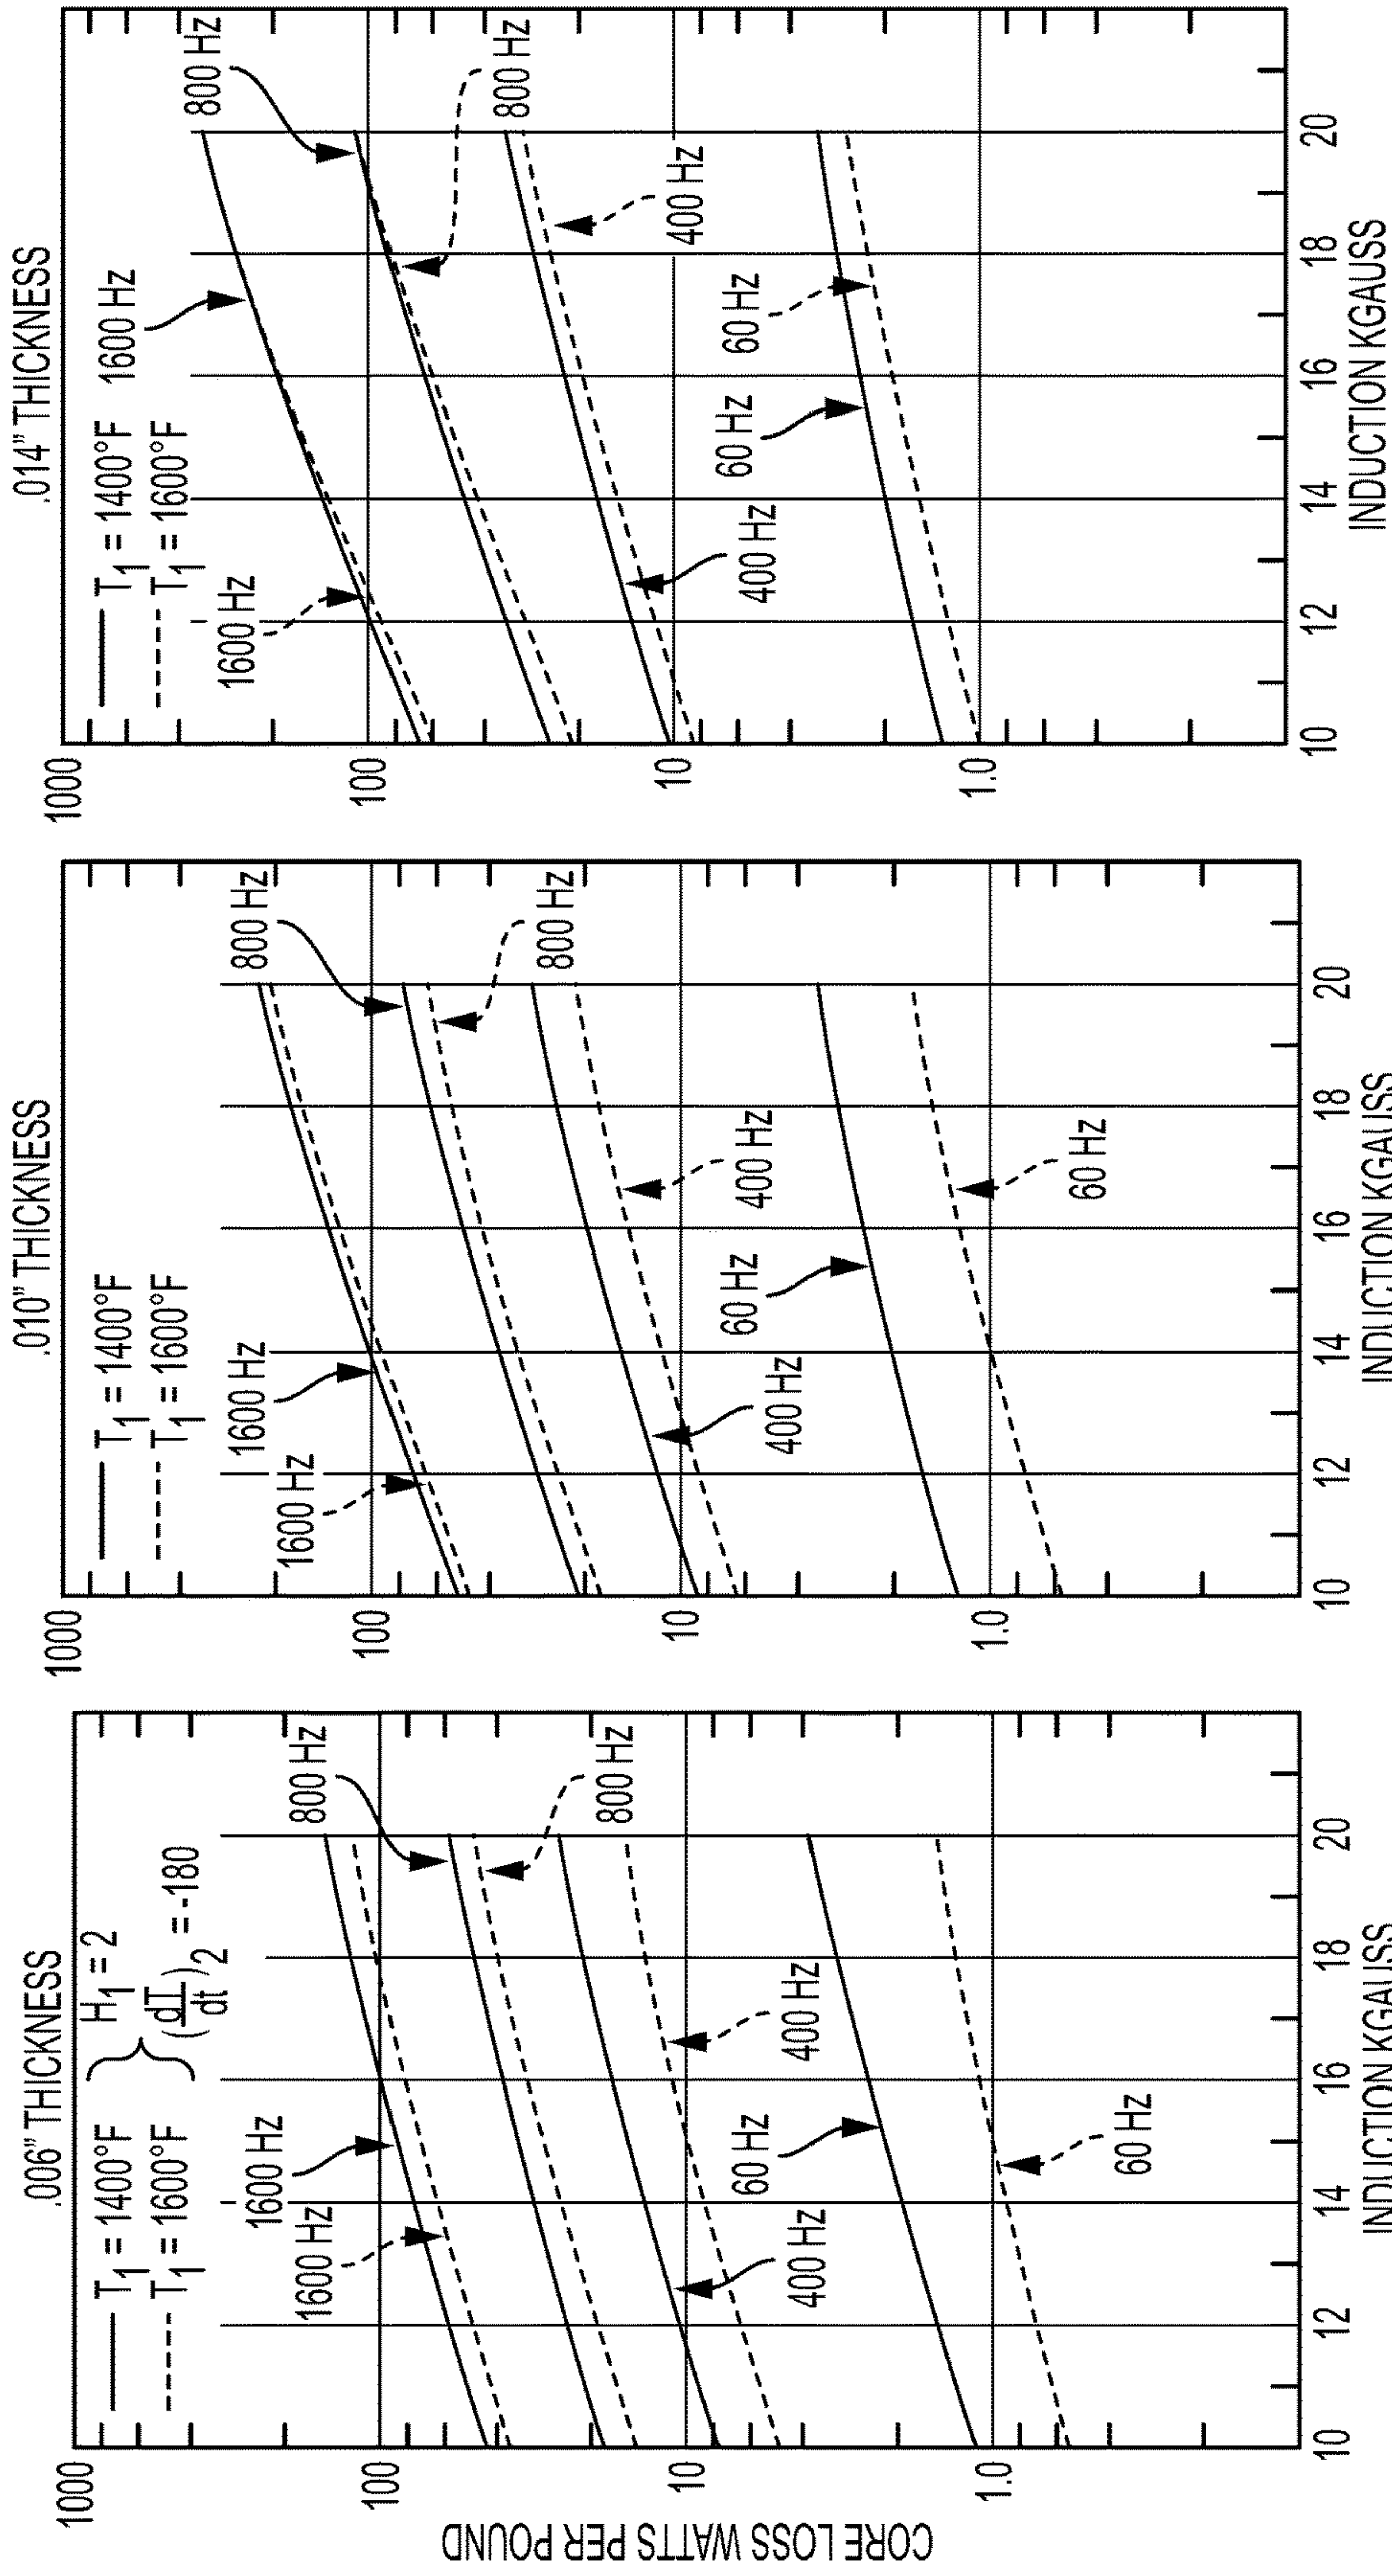 CORE LOSS WATTS PER POUND
.006" THICKNESS
T1 = 1400°F
T1 = 1600°F
H1 = 2
(dT/dt)2 = -180
1000
100
10
1.0
1600 Hz
1600 Hz
800 Hz
800 Hz
400 Hz
400 Hz
60 Hz
60 Hz
10 12 14 16 18 20
INDUCTION KGAUSS
.010" THICKNESS
T1 = 1400°F
T1 = 1600°F
1000
100
10
1.0
1600 Hz
1600 Hz
800 Hz
800 Hz
400 Hz
400 Hz
60 Hz
60 Hz
10 12 14 16 18 20
INDUCTION KGAUSS
.014" THICKNESS
T1 = 1400°F
T1 = 1600°F
1000
100
10
1.0
1600 Hz
1600 Hz
800 Hz
800 Hz
400 Hz
400 Hz
60 Hz
60 Hz
10 12 14 16 18 20
INDUCTION KGAUSS